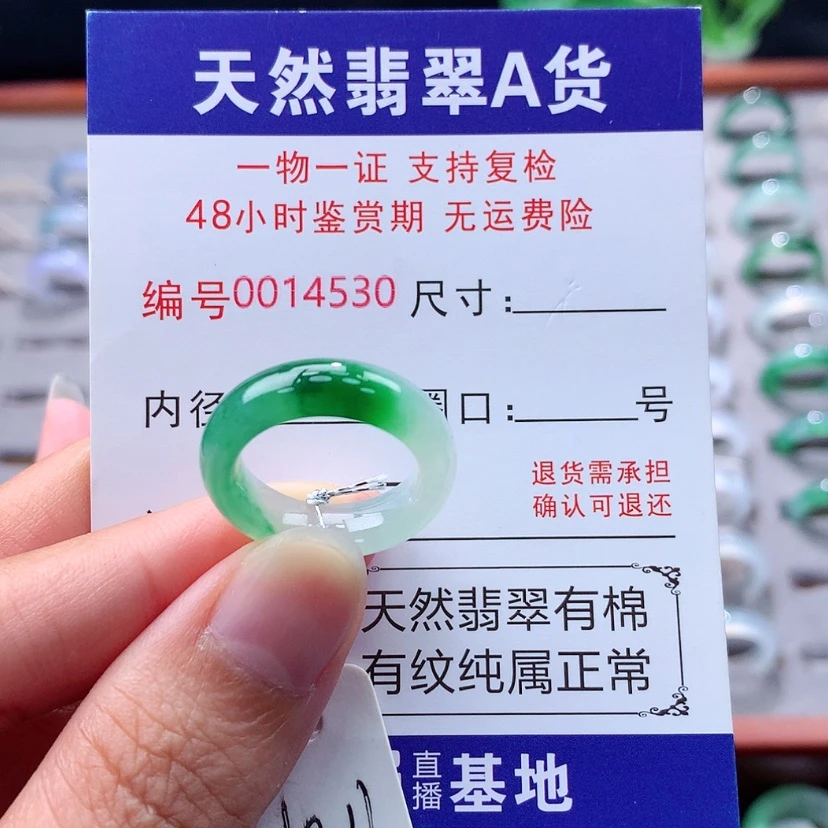 天然翡翠A货
一物一证 支持复检
48小时鉴赏期 无运费险
编号0014530 尺寸:
内径 圈口: 号
退货需承担
确认可退还
天然翡翠有棉
有纹纯属正常
直播基地